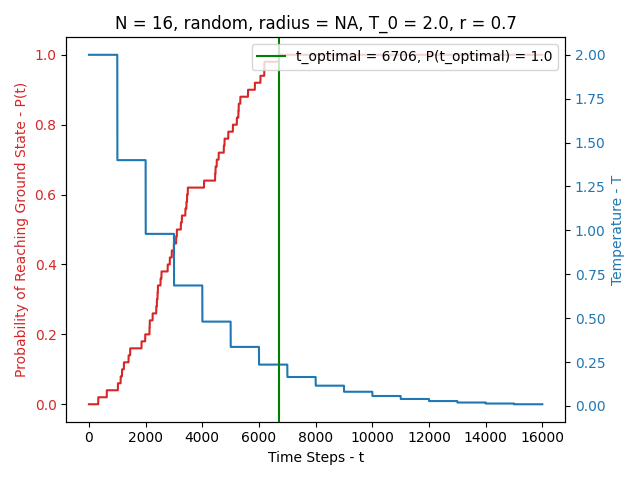 N = 16, random, radius = NA, T_0 = 2.0, r = 0.7
t_optimal = 6706, P(t_optimal) = 1.0
Probability of Reaching Ground State - P(t)
1.0
0.8
0.6
0.4
0.2
0.0
2.00
1.75
1.50
1.25
1.00
0.75
0.50
0.25
0.00
Temperature - T
0 2000 4000 6000 8000 10000 12000 14000 16000
Time Steps - t